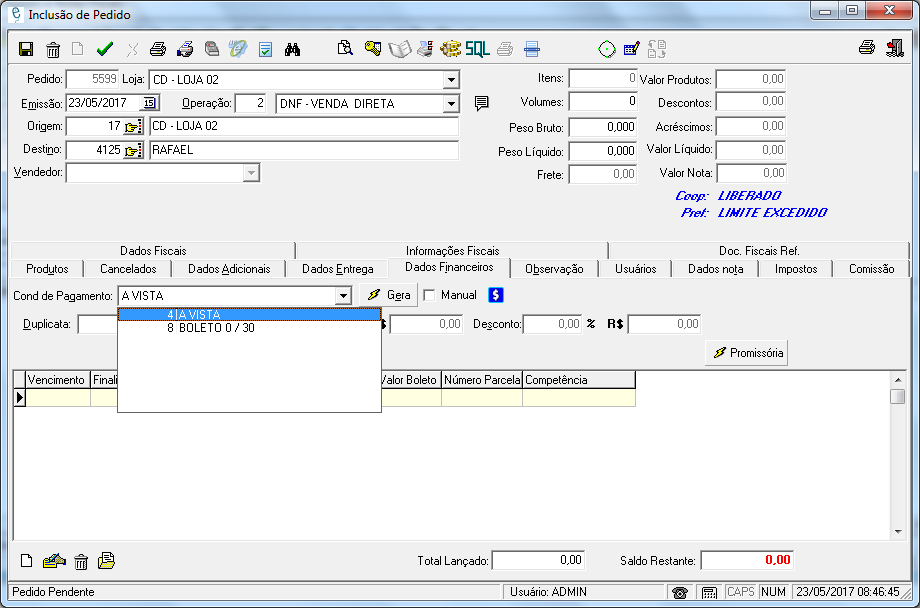 Inclusão de Pedido
SQL
Pedido: 5599 Loja: CD - LOJA 02 Itens: 0 Valor Produtos: 0,00
Emissão: 23/05/2017 15 Operação: 2 DNF - VENDA DIRETA Volumes: 0 Descontos: 0,00
Origem: 17 CD - LOJA 02 Peso Bruto: 0,000 Acréscimos: 0,00
Destino: 4125 RAFAEL Peso Líquido: 0,000 Valor Líquido: 0,00
Vendedor: Frete: 0,00 Valor Nota: 0,00
Coop: LIBERADO
Pref: LIMITE EXCEDIDO
Dados Fiscais Informações Fiscais Doc. Fiscais Ref.
Produtos Cancelados Dados Adicionais Dados Entrega Dados Financeiros Observação Usuários Dados nota Impostos Comissão
Cond de Pagamento: A VISTA Gera Manual $
4 A VISTA
8 BOLETO 0 / 30
Duplicata: $ 0,00 Desconto: 0,00 % R$ 0,00
Promissória
Vencimento Finali Valor Boleto Número Parcela Competência
Total Lançado: 0,00 Saldo Restante: 0,00
Pedido Pendente Usuário: ADMIN CAPS NUM 23/05/2017 08:46:45